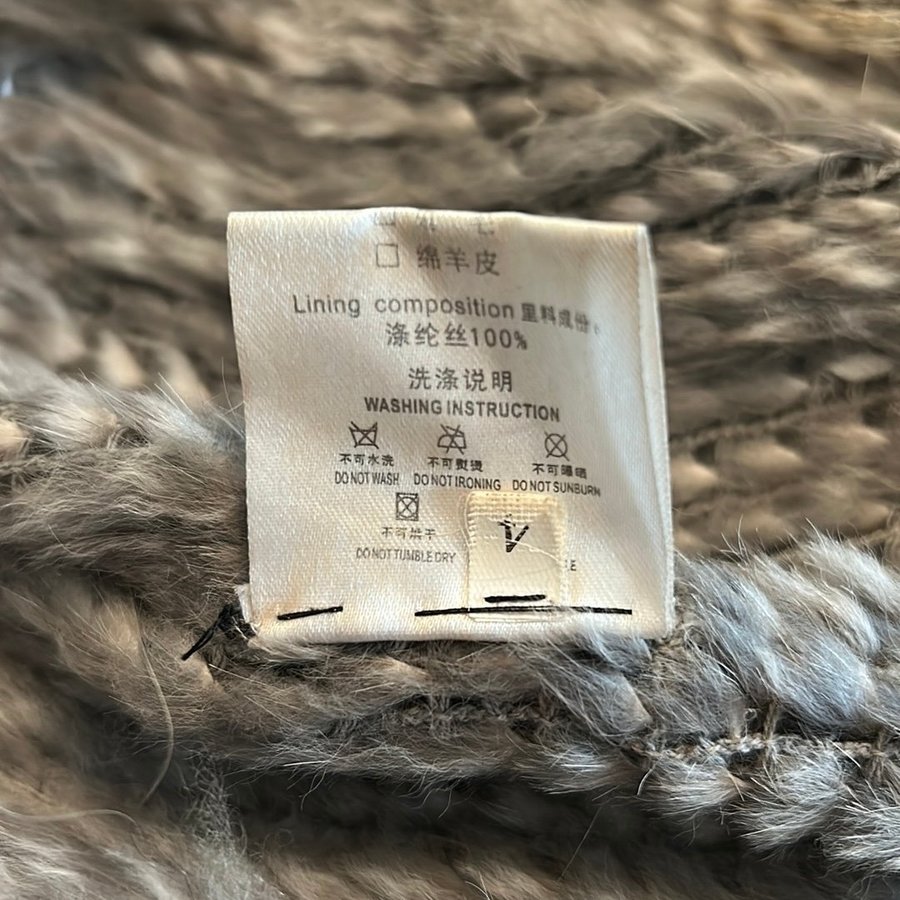 □ 绵羊皮
Lining composition 里料成份:
涤纶丝100%
洗涤说明
WASHING INSTRUCTION
不可水洗 不可熨烫 不可曝晒
DO NOT WASH DO NOT IRONING DO NOT SUNBURN
不可烘干
DO NOT TUMBLE DRY